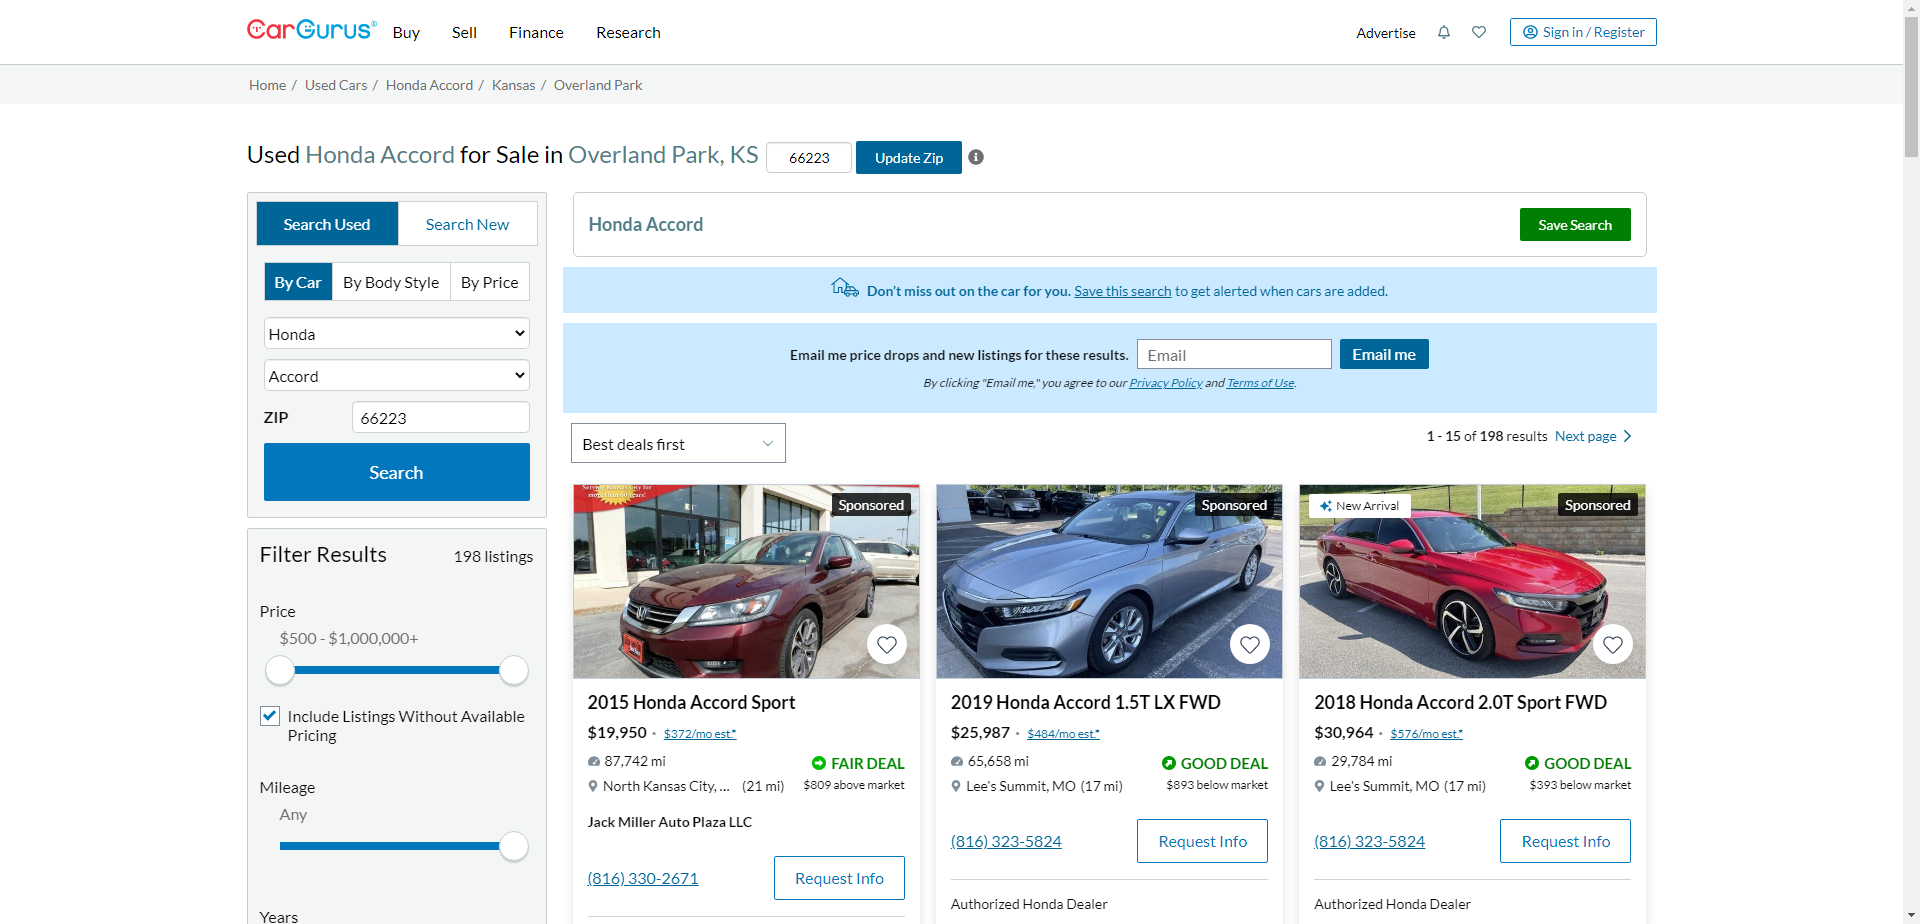 CarGurus®
Buy
Sell
Finance
Research
Advertise
Sign in / Register
Home / Used Cars / Honda Accord / Kansas / Overland Park
Used Honda Accord for Sale in Overland Park, KS
66223
Update Zip
Search Used
Search New
By Car
By Body Style
By Price
Honda
Accord
ZIP
66223
Search
Honda Accord
Save Search
Don't miss out on the car for you. Save this search to get alerted when cars are added.
Email me price drops and new listings for these results.
Email
Email me
By clicking "Email me," you agree to our Privacy Policy and Terms of Use.
Best deals first
1 - 15 of 198 results
Next page
Filter Results
198 listings
Price
$500 - $1,000,000+
Include Listings Without Available
Pricing
Mileage
Any
Years
more than 60 years!
Sponsored
2015 Honda Accord Sport
$19,950 · $372/mo est.*
87,742 mi
FAIR DEAL
North Kansas City, ... (21 mi)
$809 above market
Jack Miller Auto Plaza LLC
(816) 330-2671
Request Info
Sponsored
2019 Honda Accord 1.5T LX FWD
$25,987 · $484/mo est.*
65,658 mi
GOOD DEAL
Lee's Summit, MO (17 mi)
$893 below market
(816) 323-5824
Request Info
Authorized Honda Dealer
New Arrival
Sponsored
2018 Honda Accord 2.0T Sport FWD
$30,964 · $576/mo est.*
29,784 mi
GOOD DEAL
Lee's Summit, MO (17 mi)
$393 below market
(816) 323-5824
Request Info
Authorized Honda Dealer